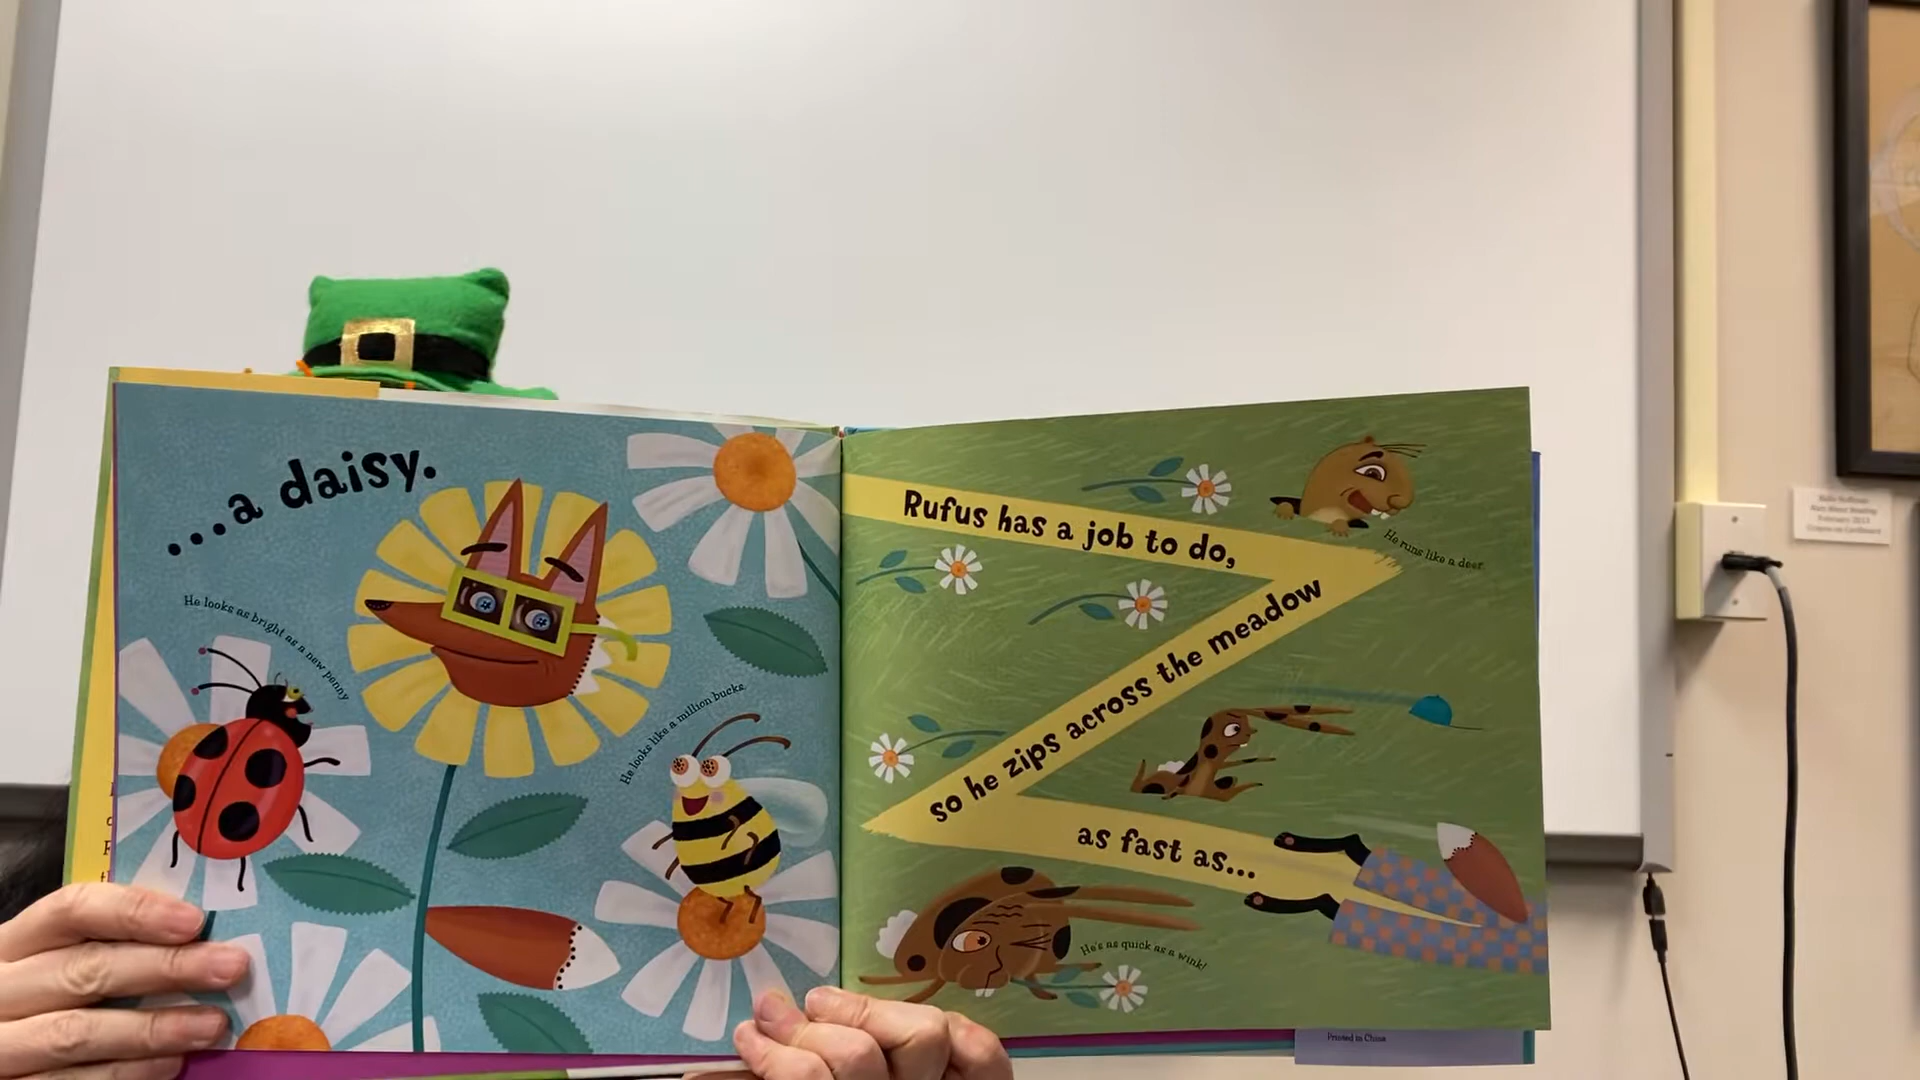 ...a daisy.
He looks as bright as a new penny
He looks like a million bucks.
Rufus has a job to do,
He runs like a deer.
so he zips across the meadow
as fast as...
He's as quick as a wink!
Printed in China